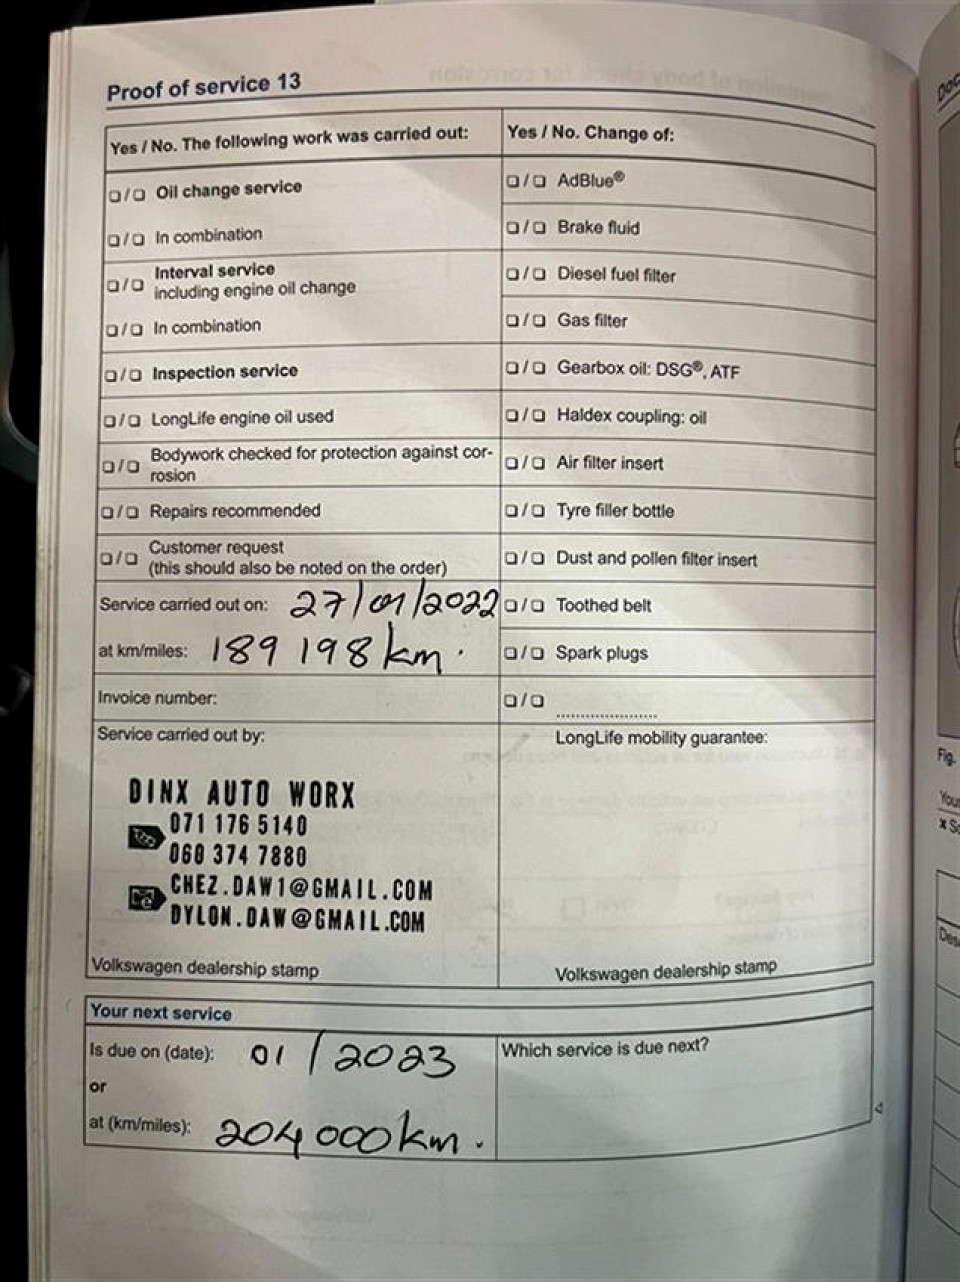 Proof of service 13
Yes / No. The following work was carried out:
❏/❏ Oil change service
❏/❏ In combination
❏/❏ Interval service
including engine oil change
❏/❏ In combination
❏/❏ Inspection service
❏/❏ LongLife engine oil used
❏/❏ Bodywork checked for protection against cor-
rosion
❏/❏ Repairs recommended
❏/❏ Customer request
(this should also be noted on the order)
Service carried out on: 27/01/2022
at km/miles: 189 198 km.
Invoice number:
Service carried out by:
DINX AUTO WORX
071 176 5140
060 374 7880
CHEZ.DAW1@GMAIL.COM
DYLON.DAW@GMAIL.COM
Volkswagen dealership stamp
Yes / No. Change of:
❏/❏ AdBlue®
❏/❏ Brake fluid
❏/❏ Diesel fuel filter
❏/❏ Gas filter
❏/❏ Gearbox oil: DSG®, ATF
❏/❏ Haldex coupling: oil
❏/❏ Air filter insert
❏/❏ Tyre filler bottle
❏/❏ Dust and pollen filter insert
❏/❏ Toothed belt
❏/❏ Spark plugs
❏/❏ ....................
LongLife mobility guarantee:
Volkswagen dealership stamp
Your next service
Is due on (date): 01/2023
or
at (km/miles): 204 000 km.
Which service is due next?
Fig.